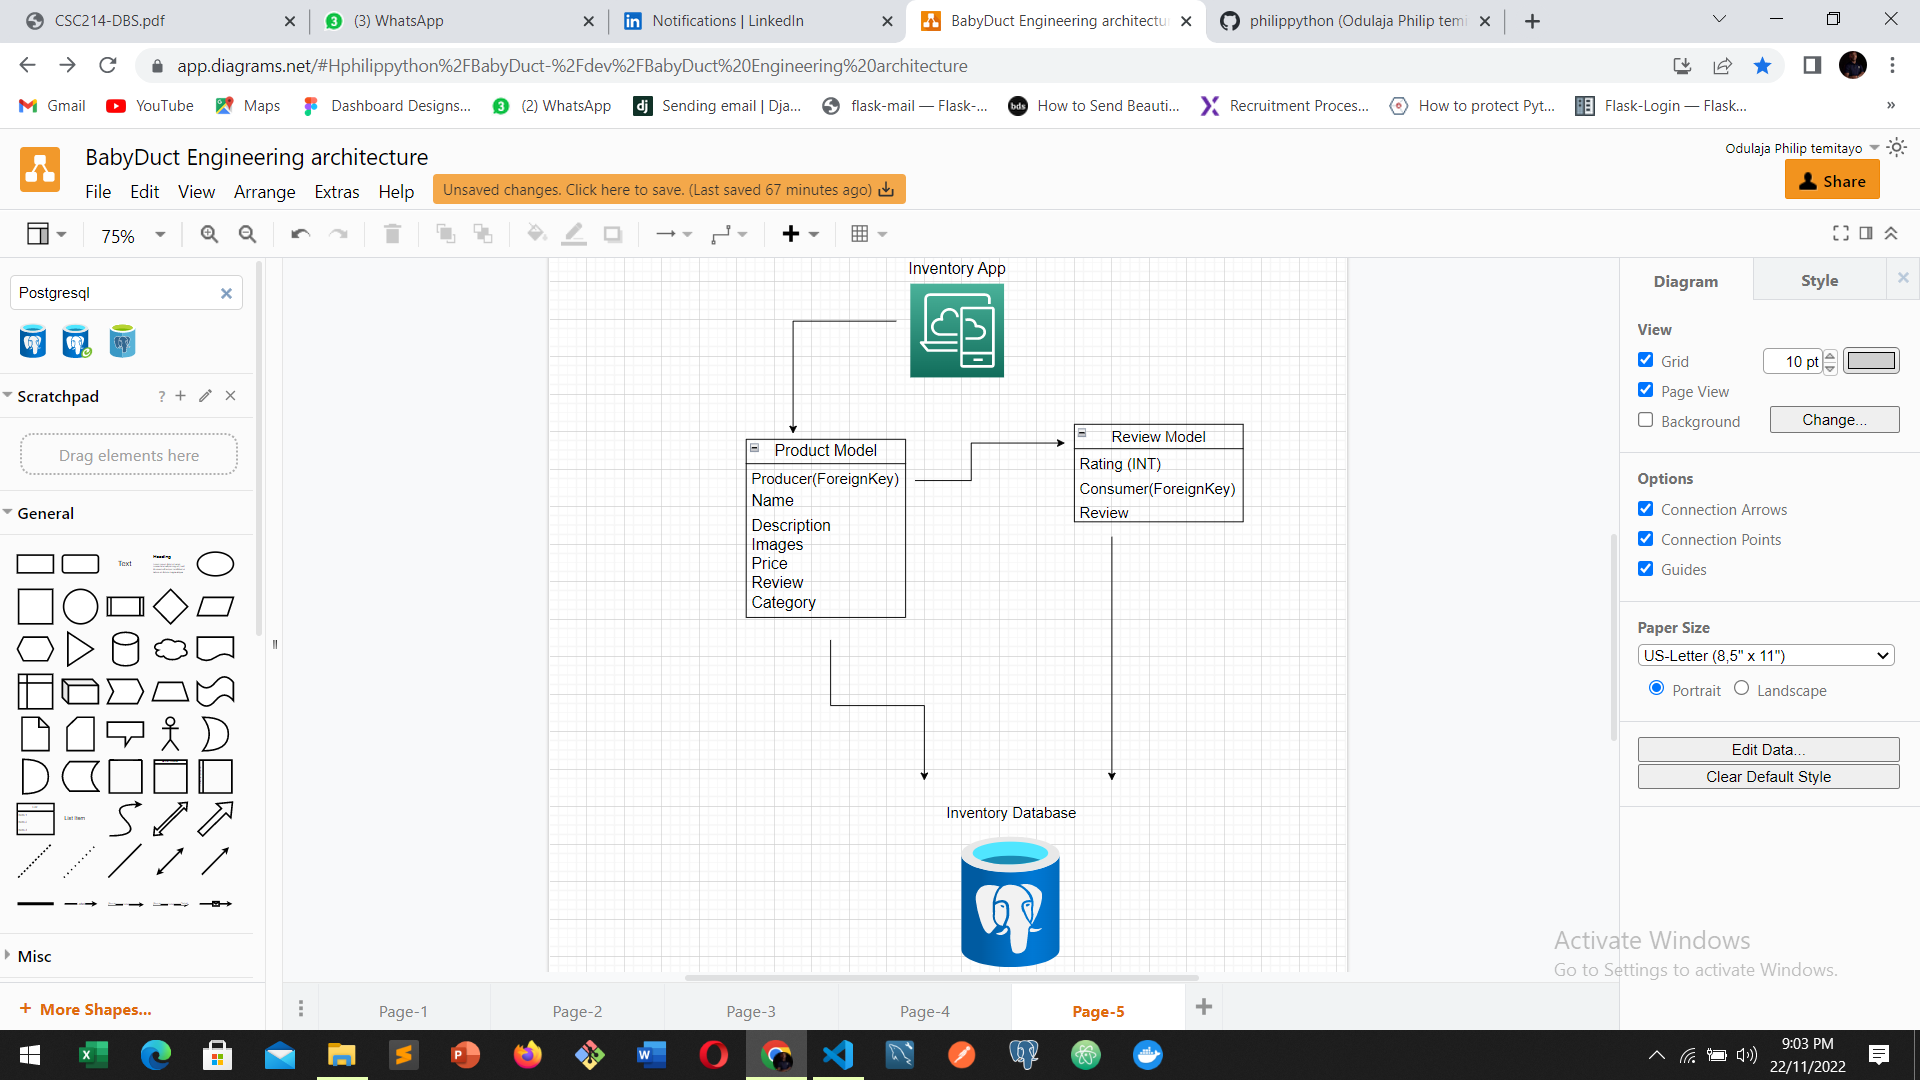 CSC214-DBS.pdf
(3) WhatsApp
Notifications | LinkedIn
BabyDuct Engineering architectu
philippython (Odulaja Philip temi
app.diagrams.net/#Hphilippython%2FBabyDuct-%2Fdev%2FBabyDuct%20Engineering%20architecture
Gmail
YouTube
Maps
Dashboard Designs...
(2) WhatsApp
Sending email | Dja...
flask-mail — Flask-...
How to Send Beauti...
Recruitment Proces...
How to protect Pyt...
Flask-Login — Flask...
»
BabyDuct Engineering architecture
Odulaja Philip temitayo
File Edit View Arrange Extras Help
Unsaved changes. Click here to save. (Last saved 67 minutes ago)
Share
75%
Postgresql
Scratchpad
?
Drag elements here
General
Text
Heading
List Item
Misc
+ More Shapes...
Inventory App
Product Model
Producer(ForeignKey)
Name
Description
Images
Price
Review
Category
Review Model
Rating (INT)
Consumer(ForeignKey)
Review
Inventory Database
Diagram
Style
View
Grid
10 pt
Page View
Background
Change...
Options
Connection Arrows
Connection Points
Guides
Paper Size
US-Letter (8,5" x 11")
Portrait
Landscape
Edit Data...
Clear Default Style
Activate Windows
Go to Settings to activate Windows.
Page-1
Page-2
Page-3
Page-4
Page-5
9:03 PM
22/11/2022